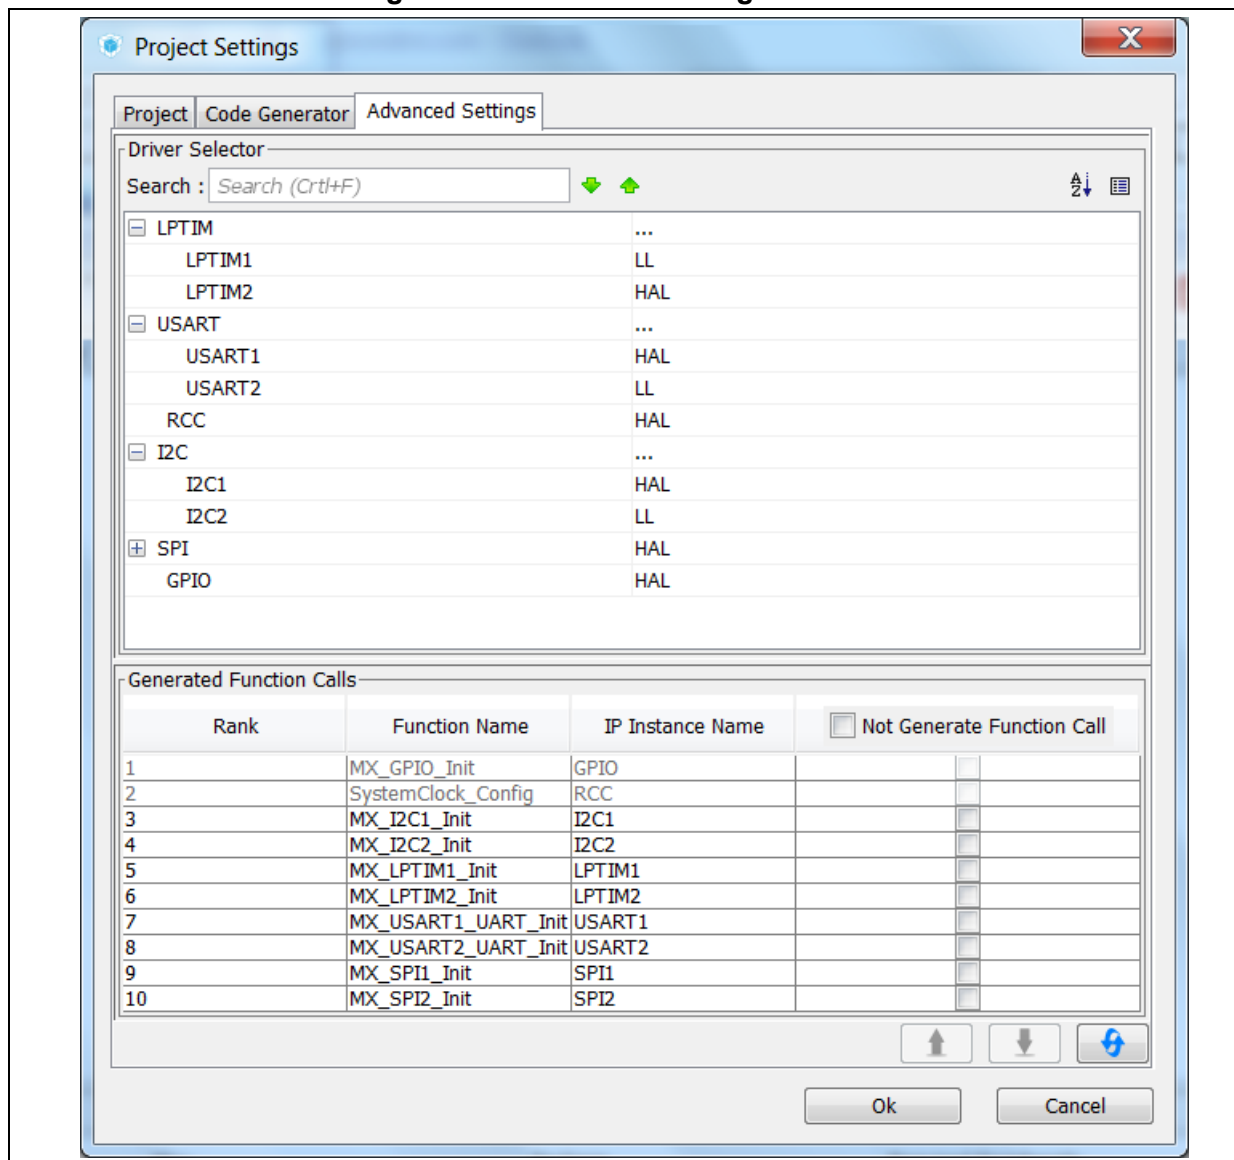 Project Settings
X
Project Code Generator Advanced Settings
Driver Selector
Search : Search (Crtl+F)
LPTIM ...
LPTIM1 LL
LPTIM2 HAL
USART ...
USART1 HAL
USART2 LL
RCC HAL
I2C ...
I2C1 HAL
I2C2 LL
SPI HAL
GPIO HAL
Generated Function Calls
Rank Function Name IP Instance Name Not Generate Function Call
1 MX_GPIO_Init GPIO
2 SystemClock_Config RCC
3 MX_I2C1_Init I2C1
4 MX_I2C2_Init I2C2
5 MX_LPTIM1_Init LPTIM1
6 MX_LPTIM2_Init LPTIM2
7 MX_USART1_UART_Init USART1
8 MX_USART2_UART_Init USART2
9 MX_SPI1_Init SPI1
10 MX_SPI2_Init SPI2
Ok Cancel